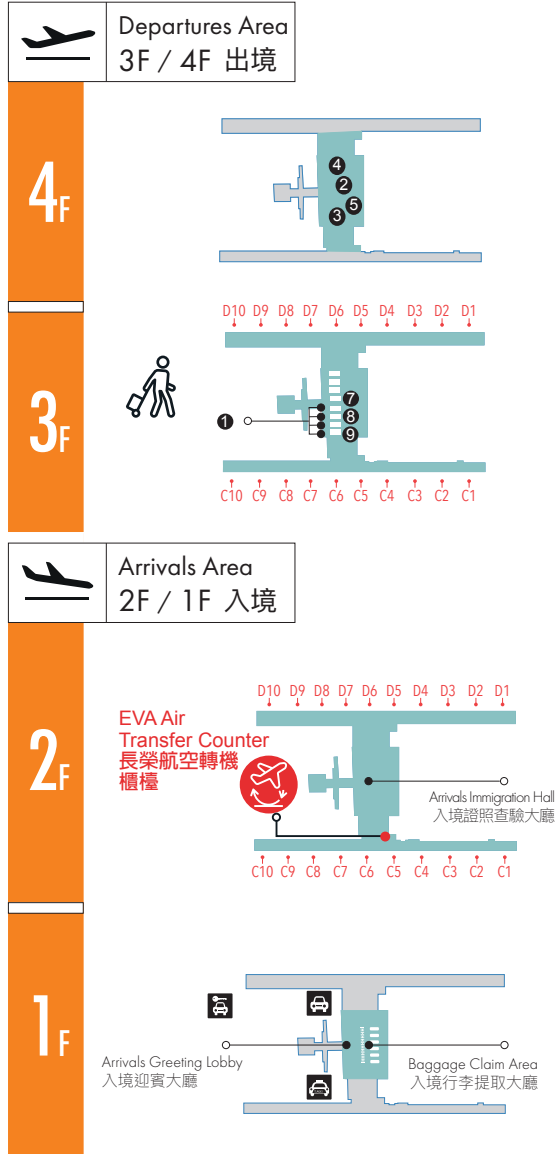 Departures Area
3F / 4F 出境
4F
4
2
5
3
D10 D9 D8 D7 D6 D5 D4 D3 D2 D1
3F
1
7
8
9
C10 C9 C8 C7 C6 C5 C4 C3 C2 C1
Arrivals Area
2F / 1F 入境
2F
D10 D9 D8 D7 D6 D5 D4 D3 D2 D1
EVA Air
Transfer Counter
長榮航空轉機
櫃檯
Arrivals Immigration Hall
入境證照查驗大廳
C10 C9 C8 C7 C6 C5 C4 C3 C2 C1
1F
Arrivals Greeting Lobby
入境迎賓大廳
Baggage Claim Area
入境行李提取大廳